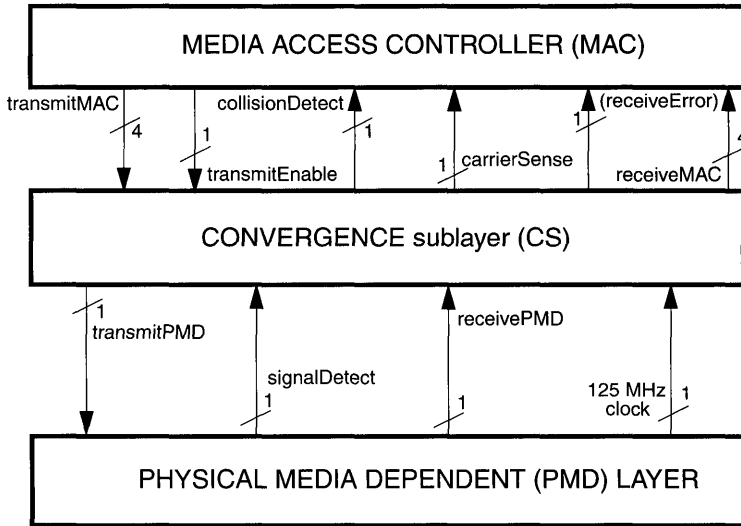 MEDIA ACCESS CONTROLLER (MAC)
transmitMAC
4
1
transmitEnable
collisionDetect
1
1
carrierSense
1
(receiveError)
4
receiveMAC
CONVERGENCE sublayer (CS)
1
transmitPMD
signalDetect
1
receivePMD
1
125 MHz
clock
1
PHYSICAL MEDIA DEPENDENT (PMD) LAYER